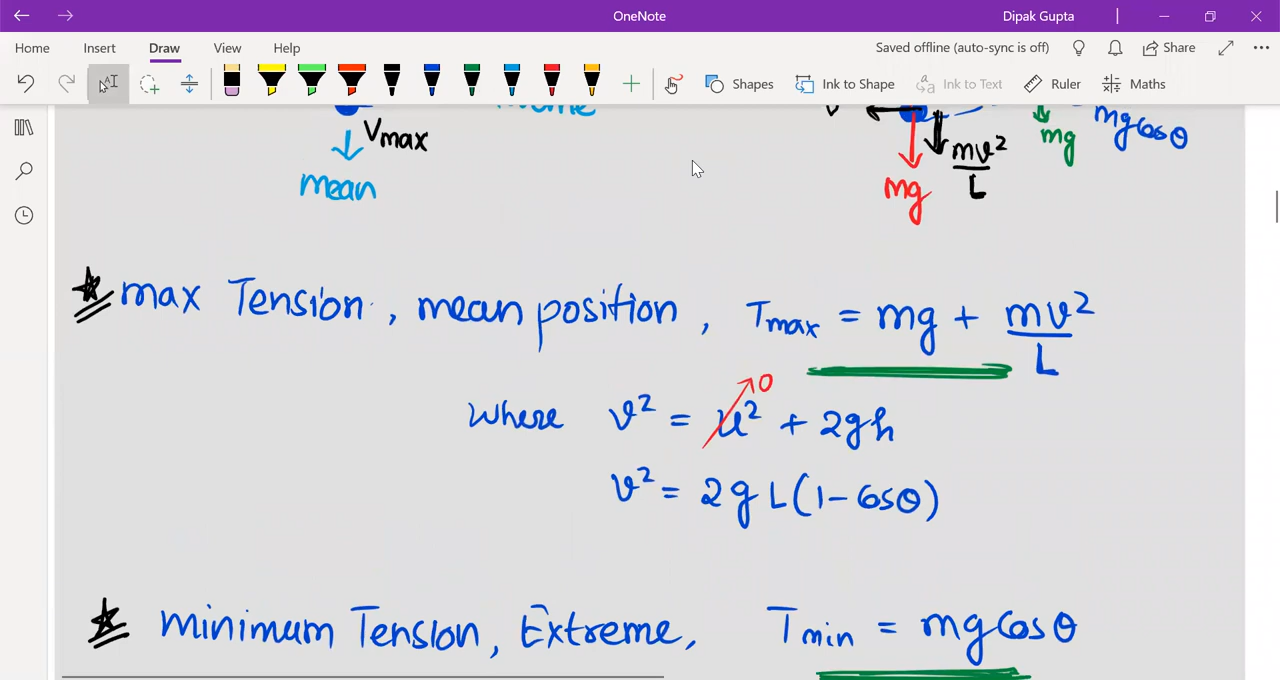 OneNote
Dipak Gupta
Home Insert Draw View Help
Saved offline (auto-sync is off)
Share
Shapes
Ink to Shape
Ink to Text
Ruler
Maths
Vmax
mean
mg
mv²/L
mg
mgcosθ
max Tension, mean position, Tmax = mg + mv²/L
Where v² = u² + 2gh
0
v² = 2gL(1-cosθ)
minimum Tension, Extreme, Tmin = mgcosθ